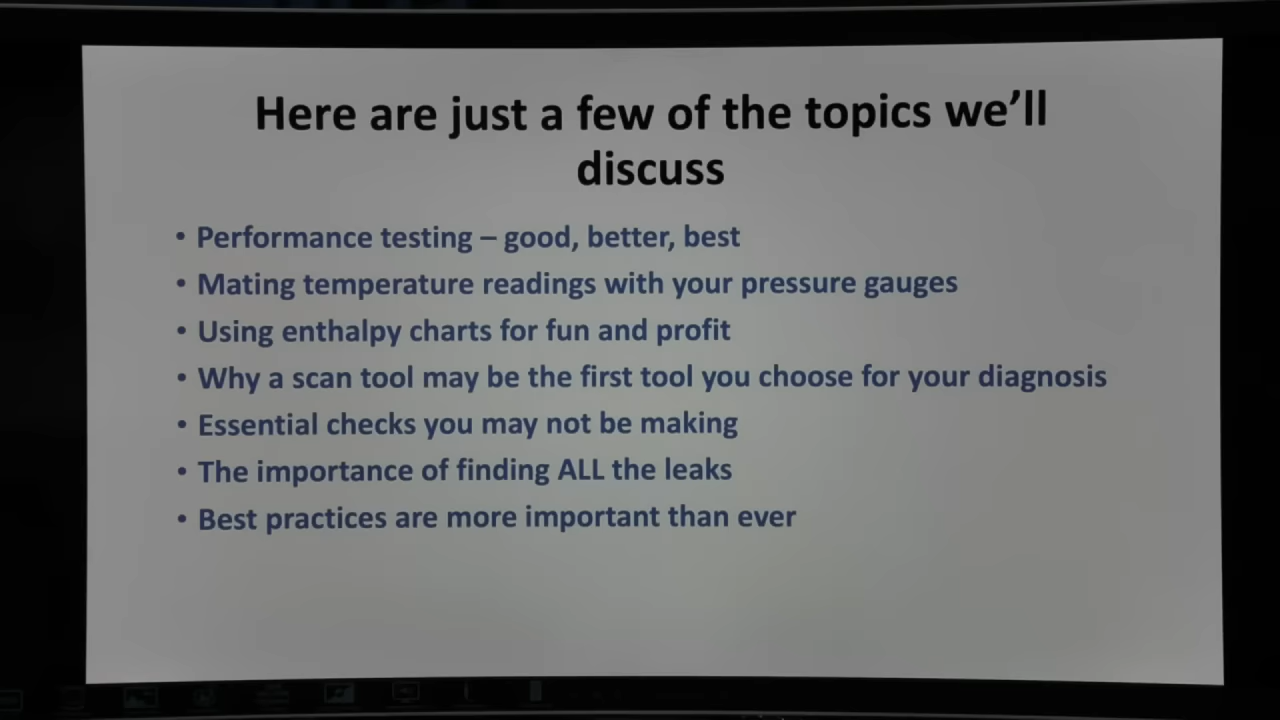 Here are just a few of the topics we’ll
discuss
• Performance testing – good, better, best
• Mating temperature readings with your pressure gauges
• Using enthalpy charts for fun and profit
• Why a scan tool may be the first tool you choose for your diagnosis
• Essential checks you may not be making
• The importance of finding ALL the leaks
• Best practices are more important than ever